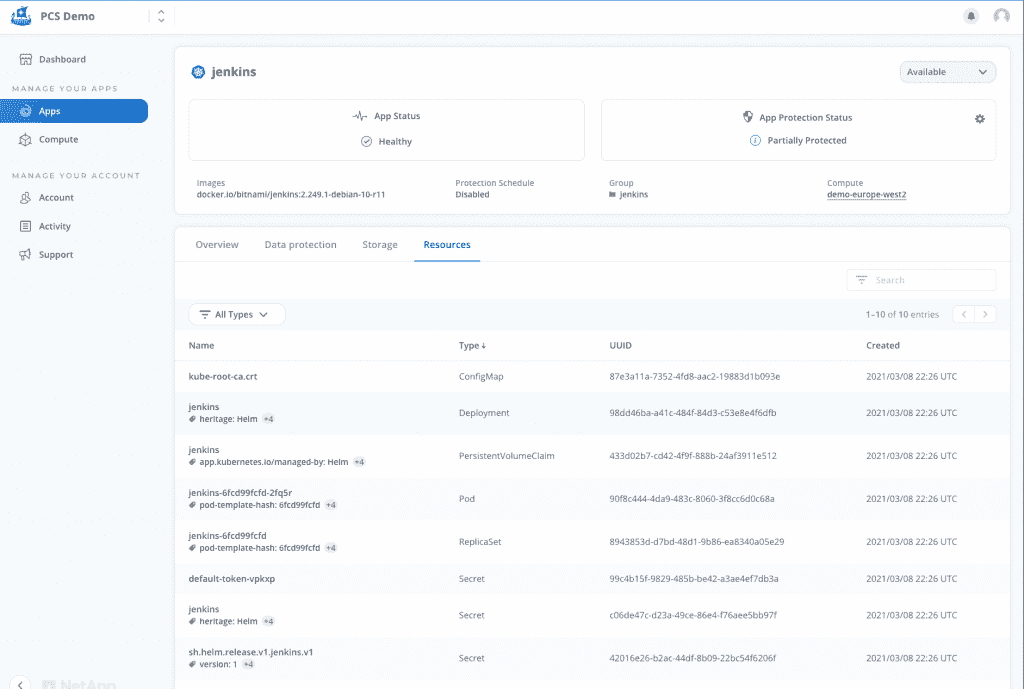 PCS Demo
Dashboard
MANAGE YOUR APPS
Apps
Compute
MANAGE YOUR ACCOUNT
Account
Activity
Support
jenkins
Available
App Status
Healthy
App Protection Status
Partially Protected
Images
docker.io/bitnami/jenkins:2.249.1-debian-10-r11
Protection Schedule
Disabled
Group
jenkins
Compute
demo-europe-west2
Overview Data protection Storage Resources
Search
All Types
1–10 of 10 entries
Name Type UUID Created
kube-root-ca.crt ConfigMap 87e3a11a-7352-4fd8-aac2-19883d1b093e 2021/03/08 22:26 UTC
jenkins
heritage: Helm +4
Deployment 98dd46ba-a41c-484f-84d3-c53e8e4f6dfb 2021/03/08 22:26 UTC
jenkins
app.kubernetes.io/managed-by: Helm +4
PersistentVolumeClaim 433d02b7-cd42-4f9f-888b-24af3911e512 2021/03/08 22:26 UTC
jenkins-6fcd99fcfd-2fq5r
pod-template-hash: 6fcd99fcfd +4
Pod 90f8c444-4da9-483c-8060-3f8cc6d0c68a 2021/03/08 22:26 UTC
jenkins-6fcd99fcfd
pod-template-hash: 6fcd99fcfd +4
ReplicaSet 8943853d-d7bd-48d1-9b86-ea8340a05e29 2021/03/08 22:26 UTC
default-token-vpkxp Secret 99c4b15f-9829-485b-be42-a3ae4ef7db3a 2021/03/08 22:26 UTC
jenkins
heritage: Helm +4
Secret c06de47c-d23a-49ce-86e4-f76aee5bb97f 2021/03/08 22:26 UTC
sh.helm.release.v1.jenkins.v1
version: 1 +4
Secret 42016e26-b2ac-44df-8b09-22bc54f6206f 2021/03/08 22:26 UTC
NetApp